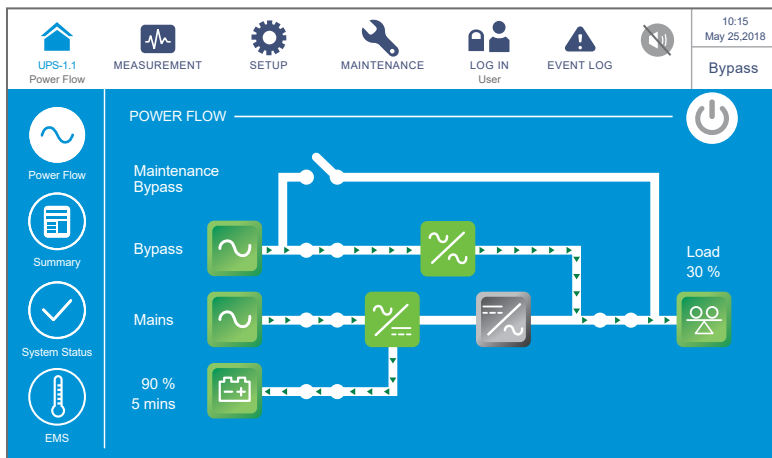 UPS-1.1
Power Flow
MEASUREMENT
SETUP
MAINTENANCE
LOG IN
User
EVENT LOG
10:15
May 25,2018
Bypass
POWER FLOW
Power Flow
Summary
System Status
EMS
Maintenance
Bypass
Bypass
Mains
90 %
5 mins
Load
30 %